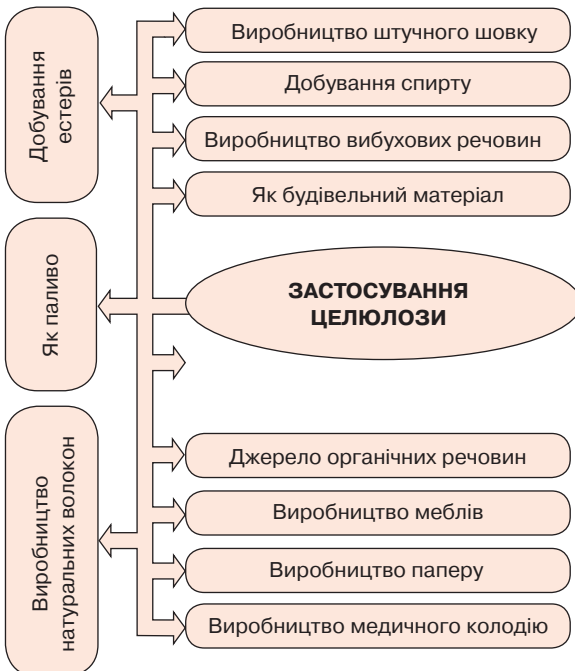 Добування
естерів
Як паливо
Виробництво
натуральних волокон
Виробництво штучного шовку
Добування спирту
Виробництво вибухових речовин
Як будівельний матеріал
ЗАСТОСУВАННЯ
ЦЕЛЮЛОЗИ
Джерело органічних речовин
Виробництво меблів
Виробництво паперу
Виробництво медичного колодію